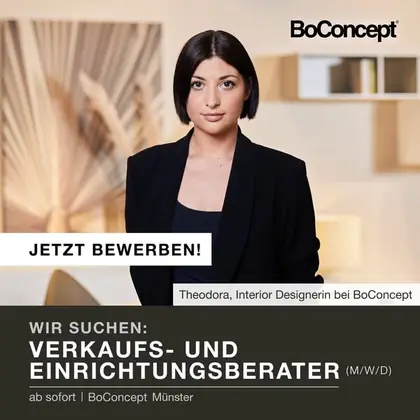 BoConcept®
JETZT BEWERBEN!
Theodora, Interior Designerin bei BoConcept
WIR SUCHEN:
VERKAUFS- UND
EINRICHTUNGSBERATER (M/W/D)
ab sofort | BoConcept Münster